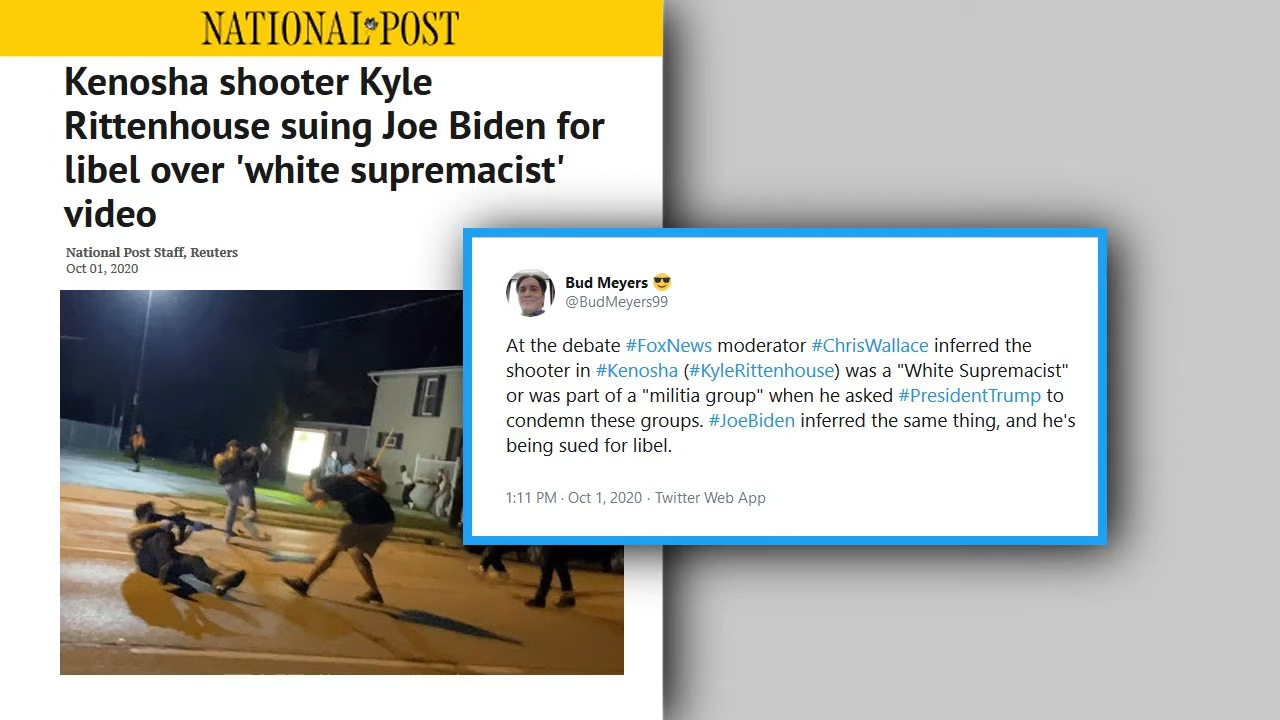 NATIONAL POST
Kenosha shooter Kyle
Rittenhouse suing Joe Biden for
libel over 'white supremacist'
video
National Post Staff, Reuters
Oct 01, 2020
Bud Meyers 😎
@BudMeyers99
At the debate #FoxNews moderator #ChrisWallace inferred the
shooter in #Kenosha (#KyleRittenhouse) was a "White Supremacist"
or was part of a "militia group" when he asked #PresidentTrump to
condemn these groups. #JoeBiden inferred the same thing, and he's
being sued for libel.
1:11 PM · Oct 1, 2020 · Twitter Web App